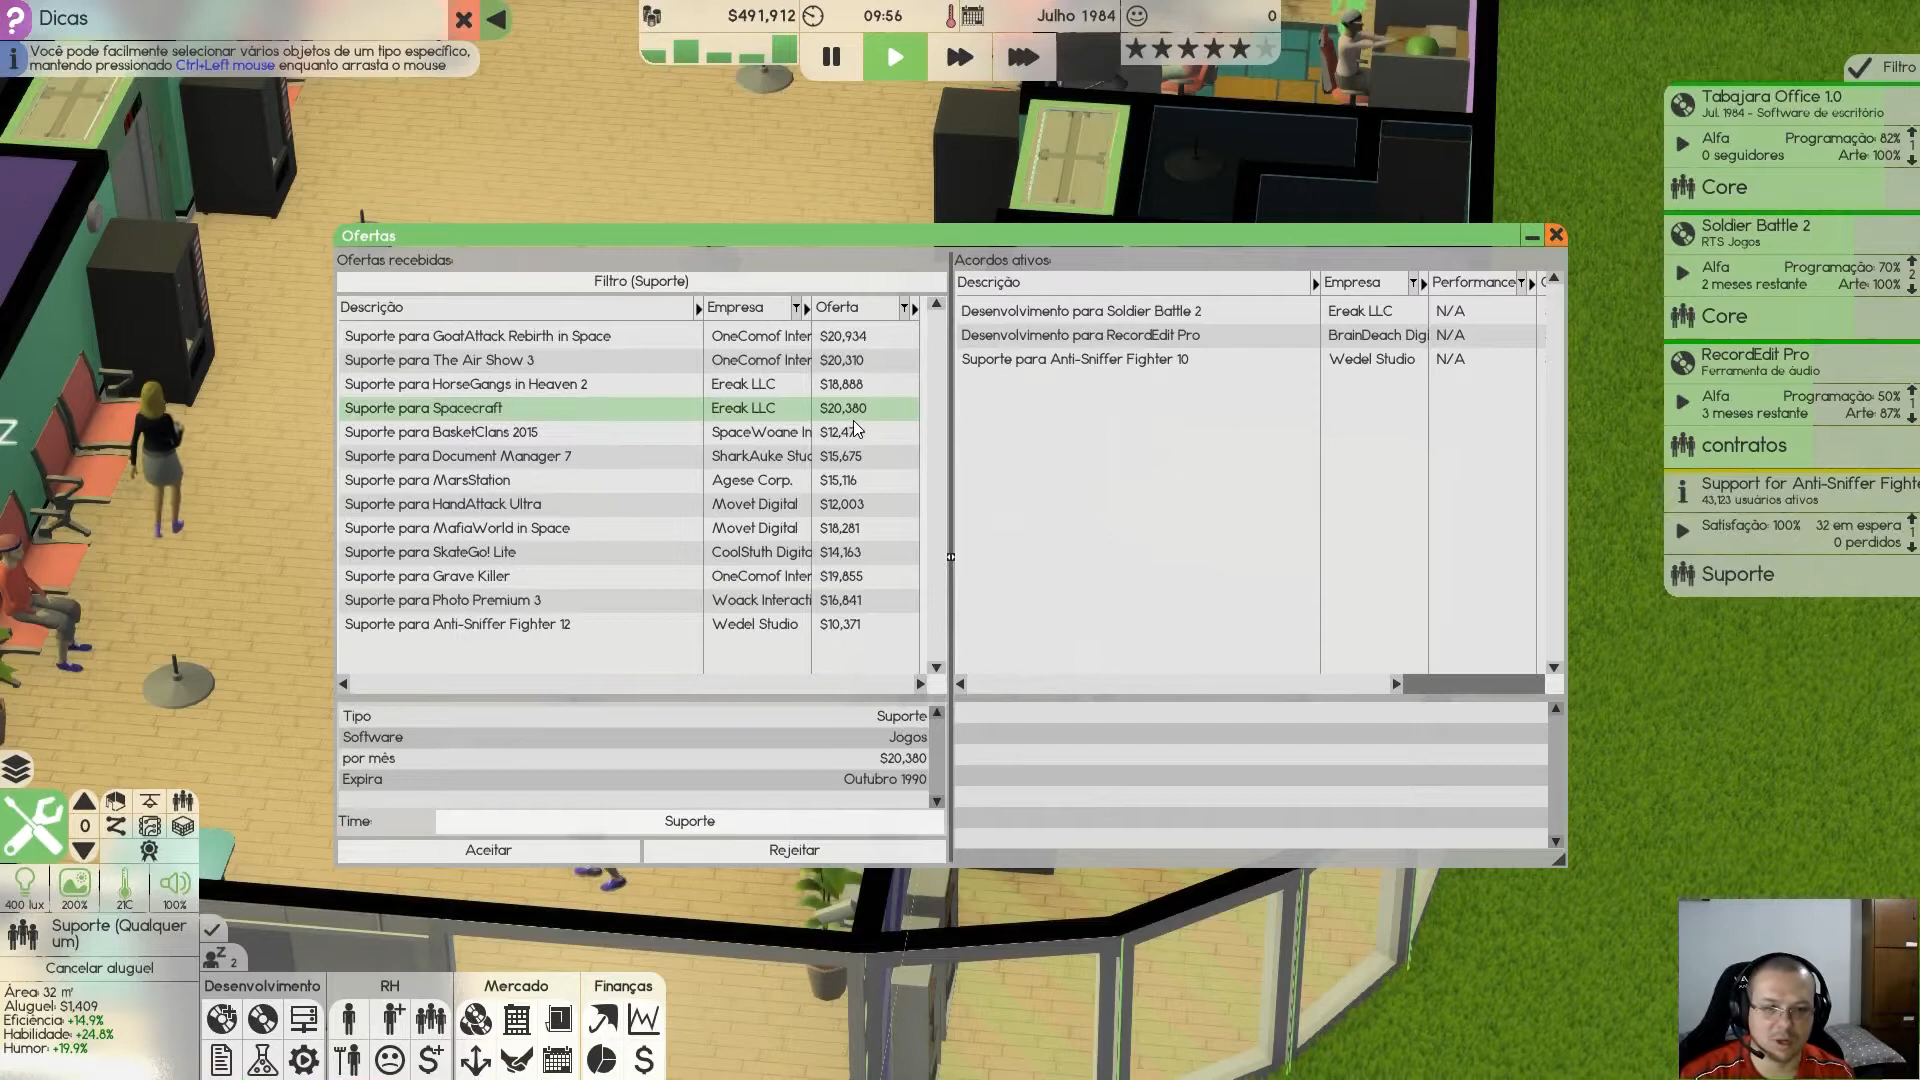 Dicas
Você pode facilmente selecionar vários objetos de um tipo específico,
mantendo pressionado Ctrl+Left mouse enquanto arrasta o mouse
$491,912
09:56
Julho 1984
0
Filtro
Tabajara Office 1.0
Jul. 1984 - Software de escritório
Alfa Programação: 82%
0 seguidores Arte: 100%
1
Core
Soldier Battle 2
RTS Jogos
Alfa Programação: 70%
2 meses restante Arte: 100%
2
Core
RecordEdit Pro
Ferramenta de áudio
Alfa Programação: 50%
3 meses restante Arte: 87%
1
contratos
Support for Anti-Sniffer Fighte
43,123 usuários ativos
Satisfação: 100% 32 em espera
0 perdidos
1
Suporte
Ofertas
Ofertas recebidas:
Filtro (Suporte)
Descrição Empresa Oferta
Suporte para GoatAttack Rebirth in Space OneComof Inter $20,934
Suporte para The Air Show 3 OneComof Inter $20,310
Suporte para HorseGangs in Heaven 2 Ereak LLC $18,888
Suporte para Spacecraft Ereak LLC $20,380
Suporte para BasketClans 2015 SpaceWoane In $12,47
Suporte para Document Manager 7 SharkAuke Stuc $15,675
Suporte para MarsStation Agese Corp. $15,116
Suporte para HandAttack Ultra Movet Digital $12,003
Suporte para MafiaWorld in Space Movet Digital $18,281
Suporte para SkateGo! Lite CoolStuth Digita $14,163
Suporte para Grave Killer OneComof Inter $19,855
Suporte para Photo Premium 3 Woack Interacti $16,841
Suporte para Anti-Sniffer Fighter 12 Wedel Studio $10,371
Tipo Suporte
Software Jogos
por mês $20,380
Expira Outubro 1990
Time: Suporte
Aceitar Rejeitar
Acordos ativos:
Descrição Empresa Performance
Desenvolvimento para Soldier Battle 2 Ereak LLC N/A
Desenvolvimento para RecordEdit Pro BrainDeach Digi N/A
Suporte para Anti-Sniffer Fighter 10 Wedel Studio N/A
Z
0
400 lux 200% 21C 100%
Suporte (Qualquer
um)
Z
2
Cancelar aluguel
Área: 32 m²
Aluguel: $1,409
Eficiência: +14.9%
Habilidade: +24.8%
Humor: +19.9%
Desenvolvimento RH Mercado Finanças